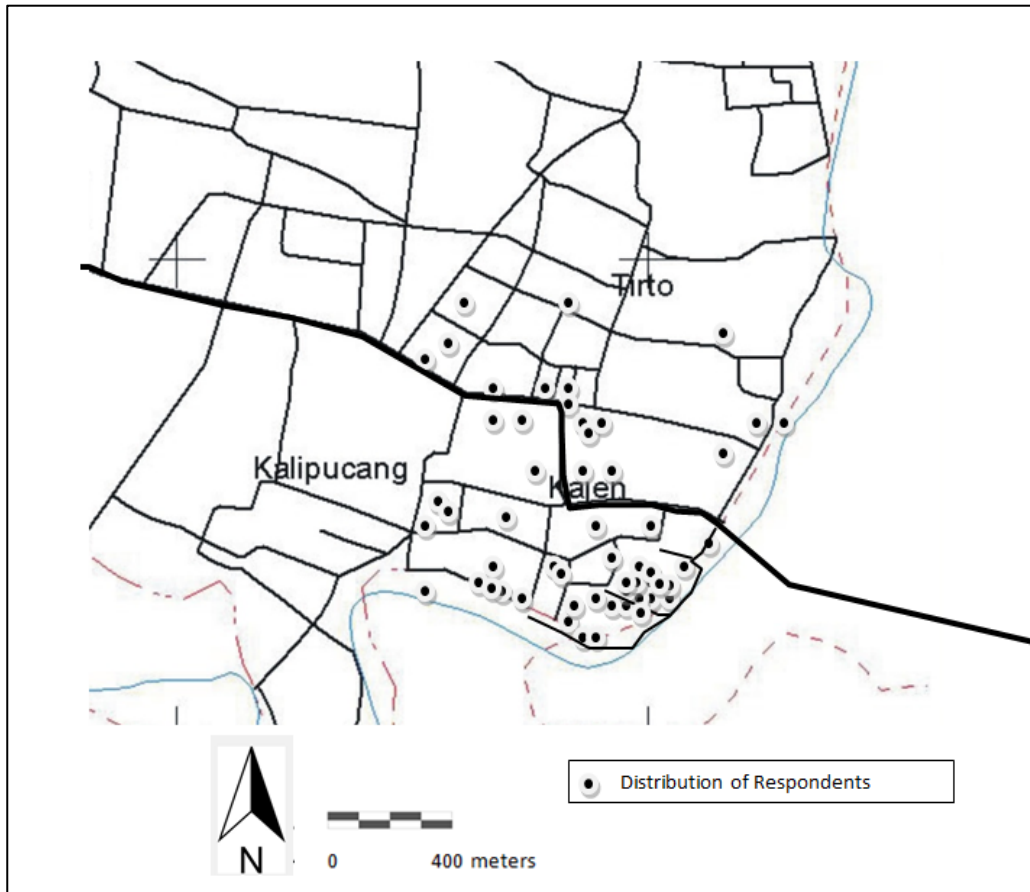 Tirto
Kalipucang
Kajen
Distribution of Respondents
N
0 400 meters